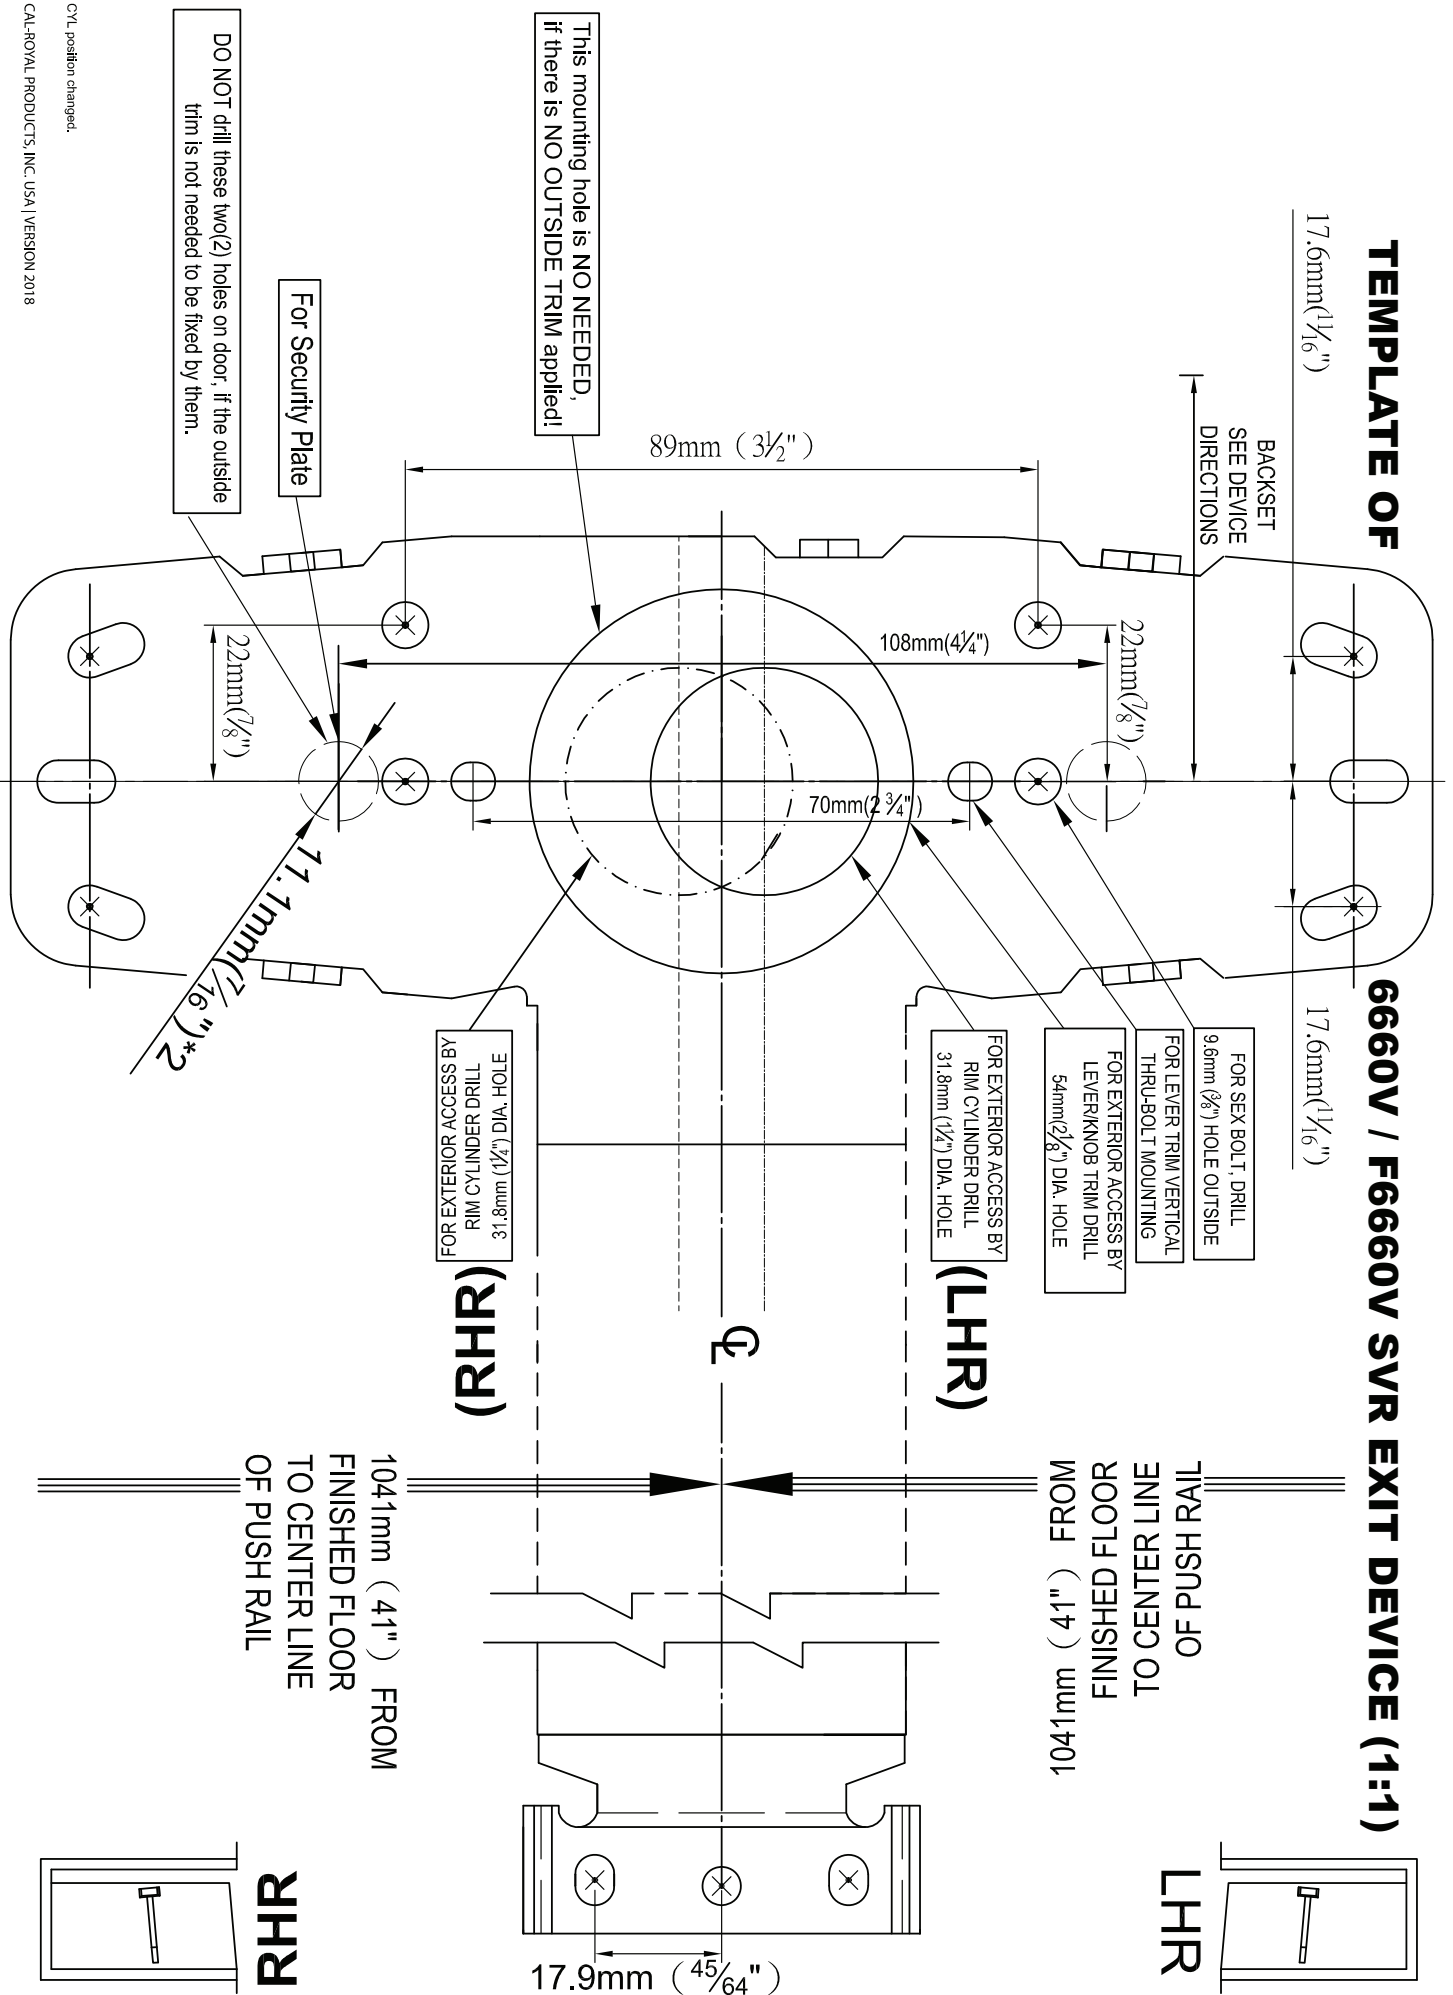 TEMPLATE OF 6660V / F6660V SVR EXIT DEVICE (1:1)
17.6mm(11⁄16")
17.6mm(11⁄16")
BACKSET
SEE DEVICE
DIRECTIONS
22mm(7⁄8")
108mm(4¼")
70mm(2 ¾")
89mm (3½")
22mm(7⁄8")
11.1mm(7/16")*2
This mounting hole is NO NEEDED,
if there is NO OUTSIDE TRIM applied!
For Security Plate
DO NOT drill these two(2) holes on door, if the outside
trim is not needed to be fixed by them.
FOR SEX BOLT, DRILL
9.6mm (3⁄8") HOLE OUTSIDE
FOR LEVER TRIM VERTICAL
THRU-BOLT MOUNTING
FOR EXTERIOR ACCESS BY
LEVER/KNOB TRIM DRILL
54mm(2⅛") DIA. HOLE
FOR EXTERIOR ACCESS BY
RIM CYLINDER DRILL
31.8mm (1¼") DIA. HOLE
(LHR)
31.8mm (1¼") DIA. HOLE
RIM CYLINDER DRILL
FOR EXTERIOR ACCESS BY
(RHR)
CL
OF PUSH RAIL
TO CENTER LINE
FINISHED FLOOR
1041mm (41") FROM
1041mm (41") FROM
FINISHED FLOOR
TO CENTER LINE
OF PUSH RAIL
17.9mm (45⁄64")
LHR
RHR
CYL position changed.
CAL-ROYAL PRODUCTS, INC. USA | VERSION 2018